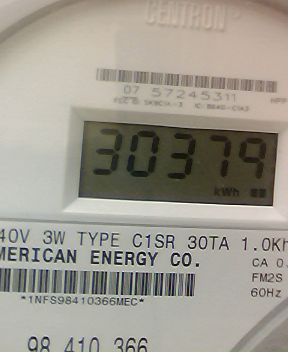 CENTRON®
07 57245311
30379
kWh
40V 3W TYPE C1SR 30TA 1.0Kh
MERICAN ENERGY CO.
CA 0.
FM2S
60Hz
*1NFS98410366MEC*
98 410 366